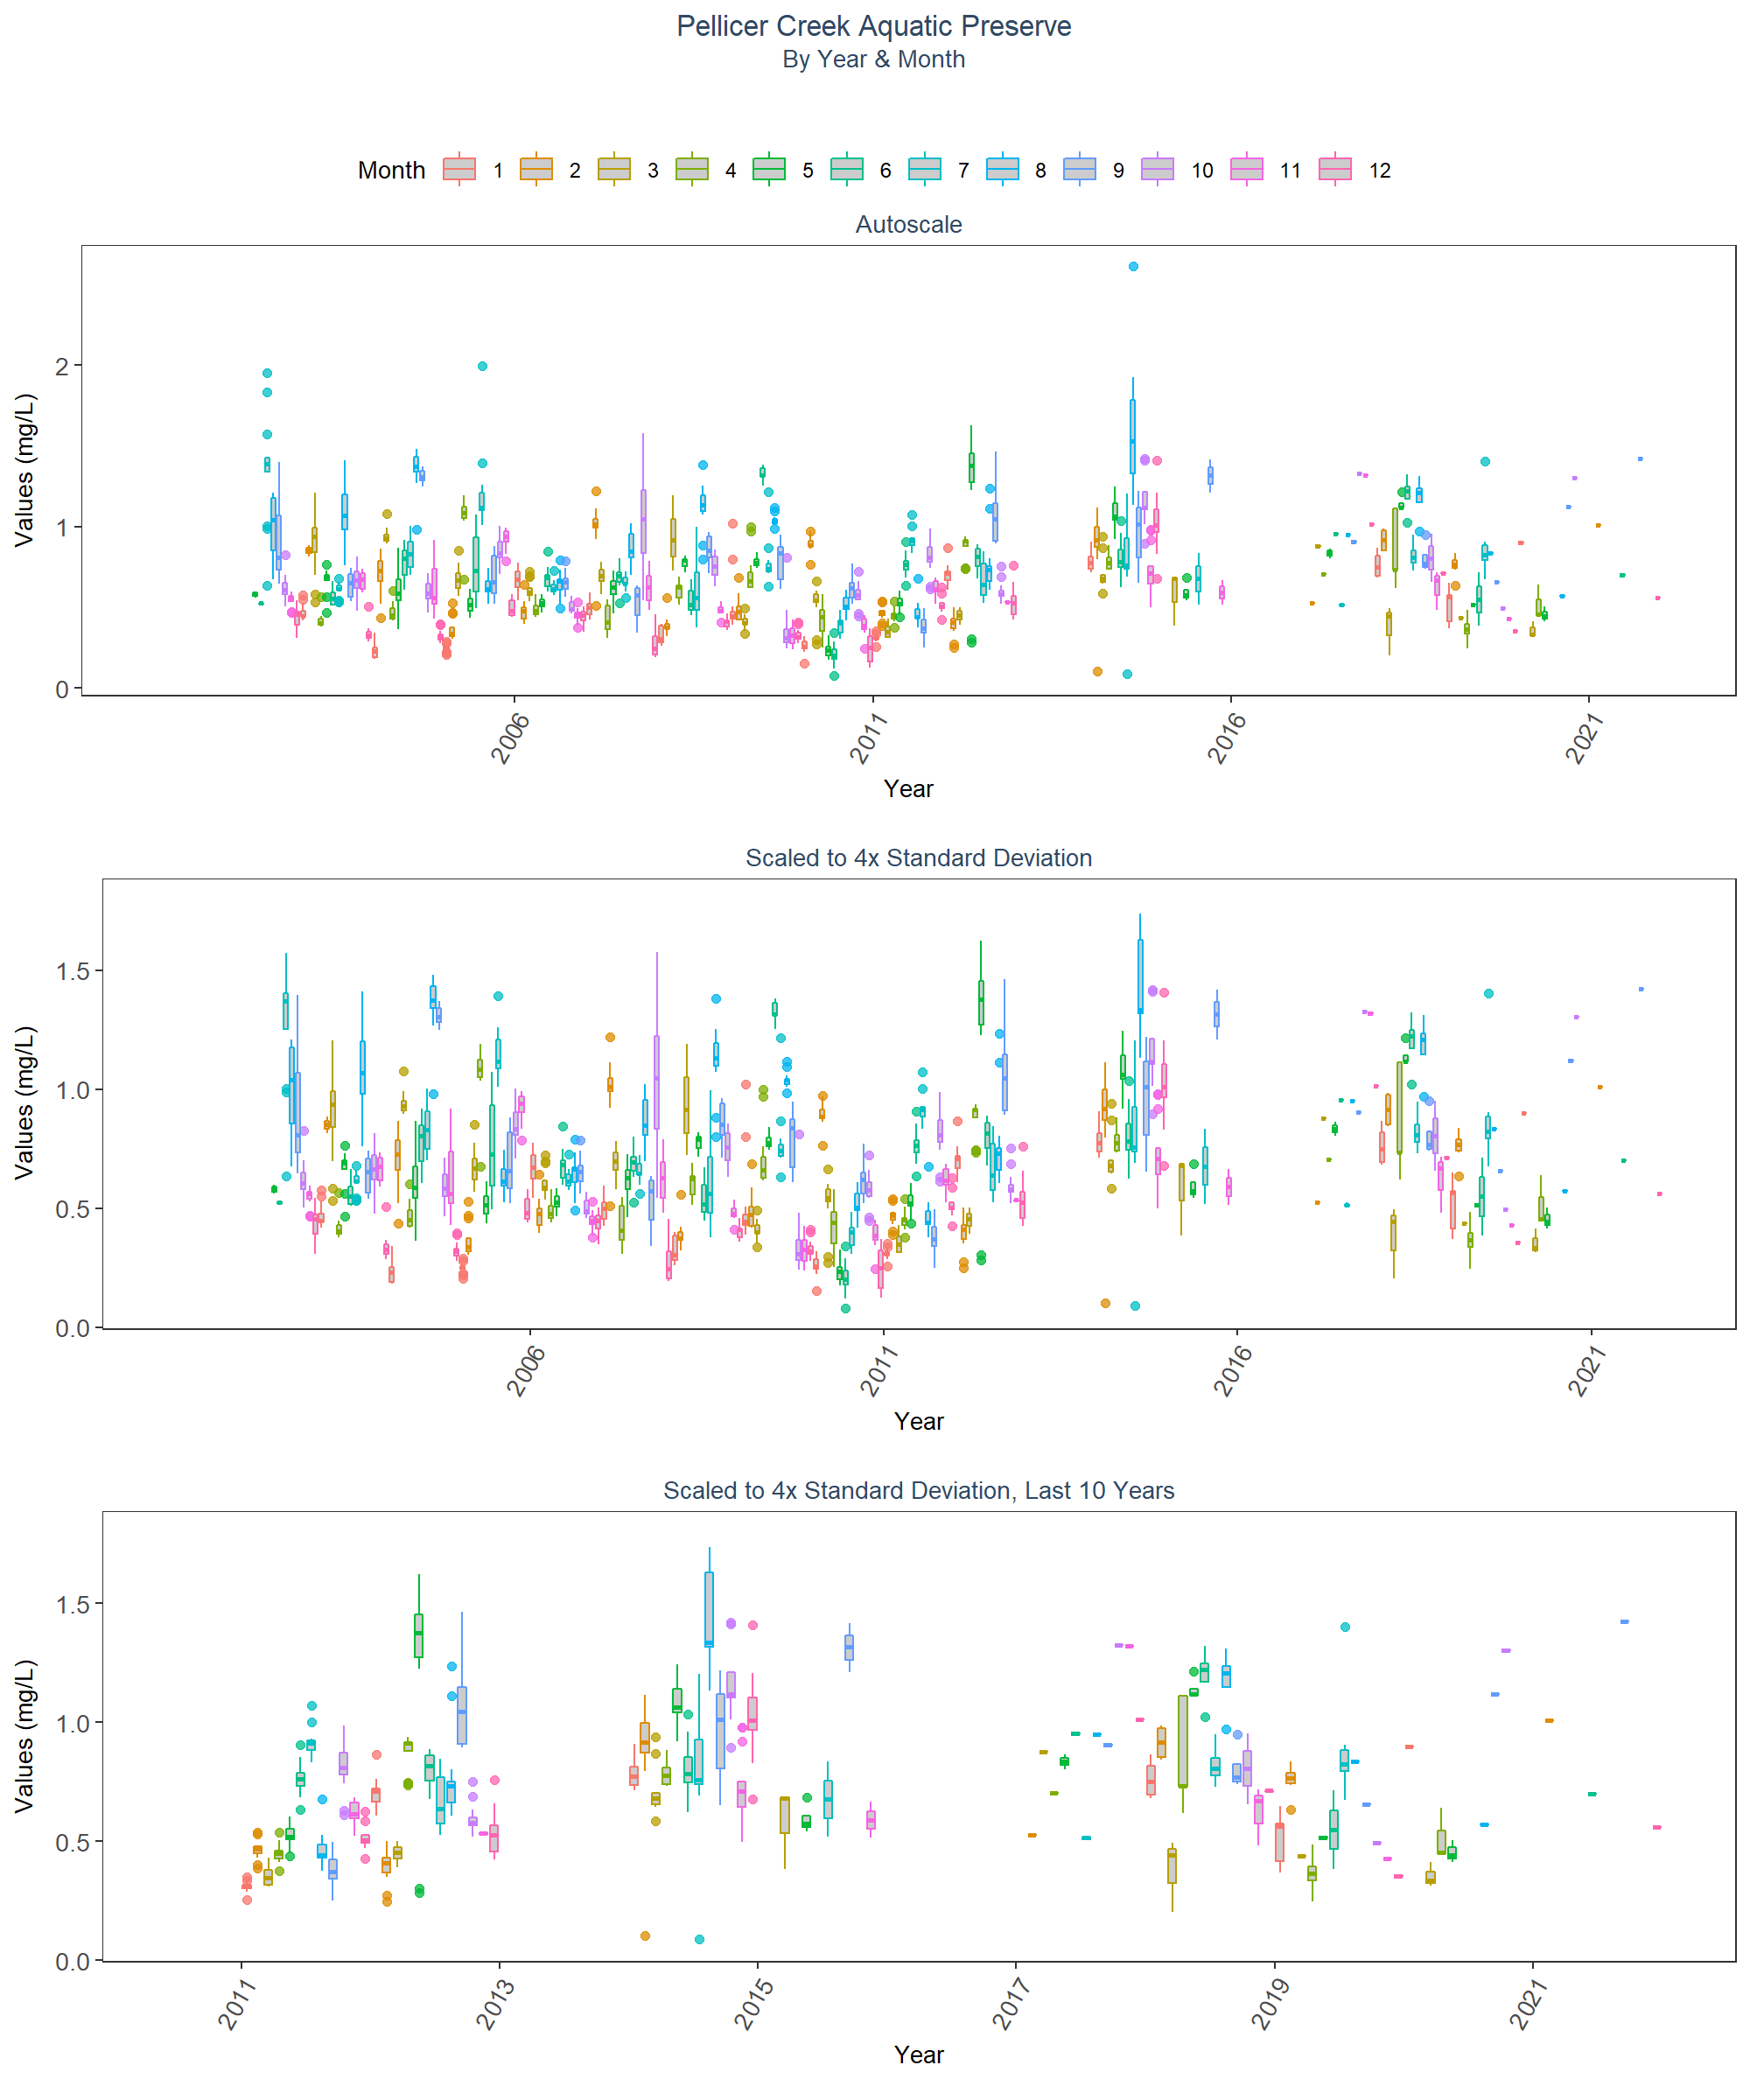 Pellicer Creek Aquatic Preserve
By Year & Month
Month 1 2 3 4 5 6 7 8 9 10 11 12
Autoscale
Values (mg/L)
2
1
0
2006 2011 2016 2021
Year
Scaled to 4x Standard Deviation
Values (mg/L)
1.5
1.0
0.5
0.0
2006 2011 2016 2021
Year
Scaled to 4x Standard Deviation, Last 10 Years
Values (mg/L)
1.5
1.0
0.5
0.0
2011 2013 2015 2017 2019 2021
Year